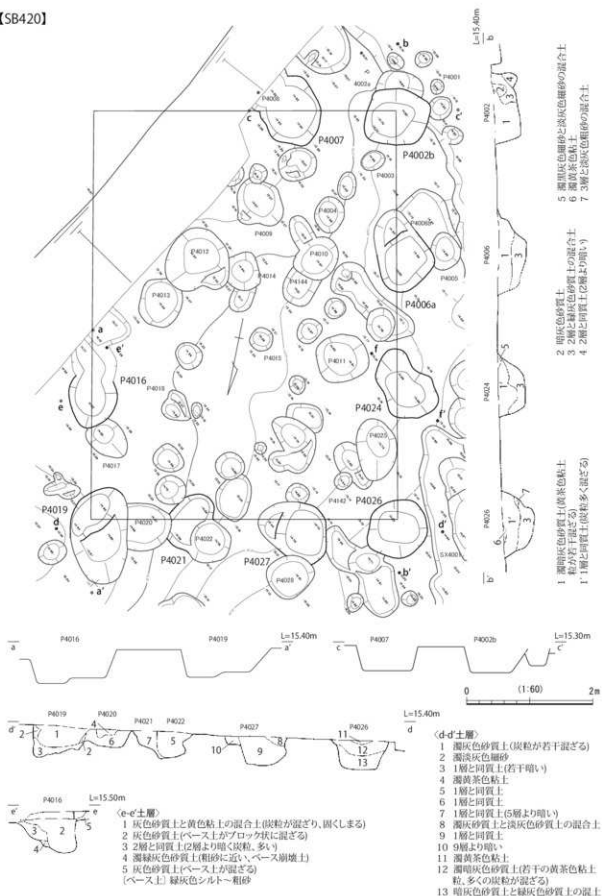 【SB420】
b
L=15.40m
b
P4001
4002a
P4008
c
c'
P4007
P4002b
P4002
P4003
P4004
P4009
P4006b
P4012
P4010
P4005
P4014
P4006
P4013
P4144
P4006a
a
e'
P4015
f
P4011
P4016
P4018
P4024
P4024
e
f'
P4025
P4017
P4142
P4026
P4019
d
P4020
d'
P4026
P4022
P4021
P4027
SX4001
P4028
a'
b'
b'
1 濁暗灰色砂質土(黄茶色粘土
粒が若干混ざる)
1' 1層と同質土(炭粒多く混ざる)
2 暗灰色砂質土
3 2層と緑灰色砂質土の混合土
4 2層と同質土(2層より暗い)
5 濁黒灰色細砂と淡灰色細砂の混合土
6 濁黄茶色粘土
7 3層と淡灰色粗砂の混合土
L=15.40m
a P4016 P4019 a'
L=15.30m
c P4007 P4002b c'
0 (1:60) 2m
L=15.40m
d' P4019 P4020 P4021 P4022 P4027 P4026 d
〈d-d'土層〉
1 濁灰色砂質土(炭粒が若干混ざる)
2 濁淡灰色細砂
3 1層と同質土(若干暗い)
4 濁黄茶色粘土
5 1層と同質土
6 1層と同質土
7 1層と同質土(5層より暗い)
8 濁灰砂質土と淡灰色砂質土の混合土
9 1層と同質土
10 9層より暗い
11 濁黄茶色粘土
12 濁暗灰色砂質土(若干の黄茶色粘土
粒、多くの炭粒が混ざる)
13 暗灰色砂質土と緑灰色砂質土の混土
L=15.50m
e' P4016 e
〈e-e'土層〉
1 灰色砂質土と黄色粘土の混合土(炭粒が混ざり、固くしまる)
2 灰色砂質土(ベース土がブロック状に混ざる)
3 2層と同質土(2層より暗く炭粒、多い)
4 濁緑灰色砂質土(粗砂に近い、ベース崩壊土)
5 灰色砂質土(ベース土が混ざる)
[ベース土] 緑灰色シルト~粗砂